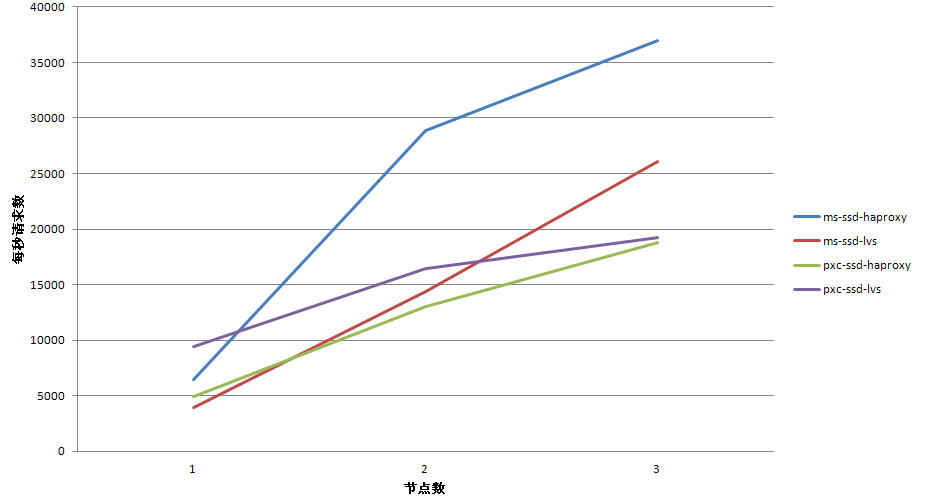 40000
35000
30000
25000
20000
15000
10000
5000
0
每秒请求数
1
2
3
节点数
ms-ssd-haproxy
ms-ssd-lvs
pxc-ssd-haproxy
pxc-ssd-lvs